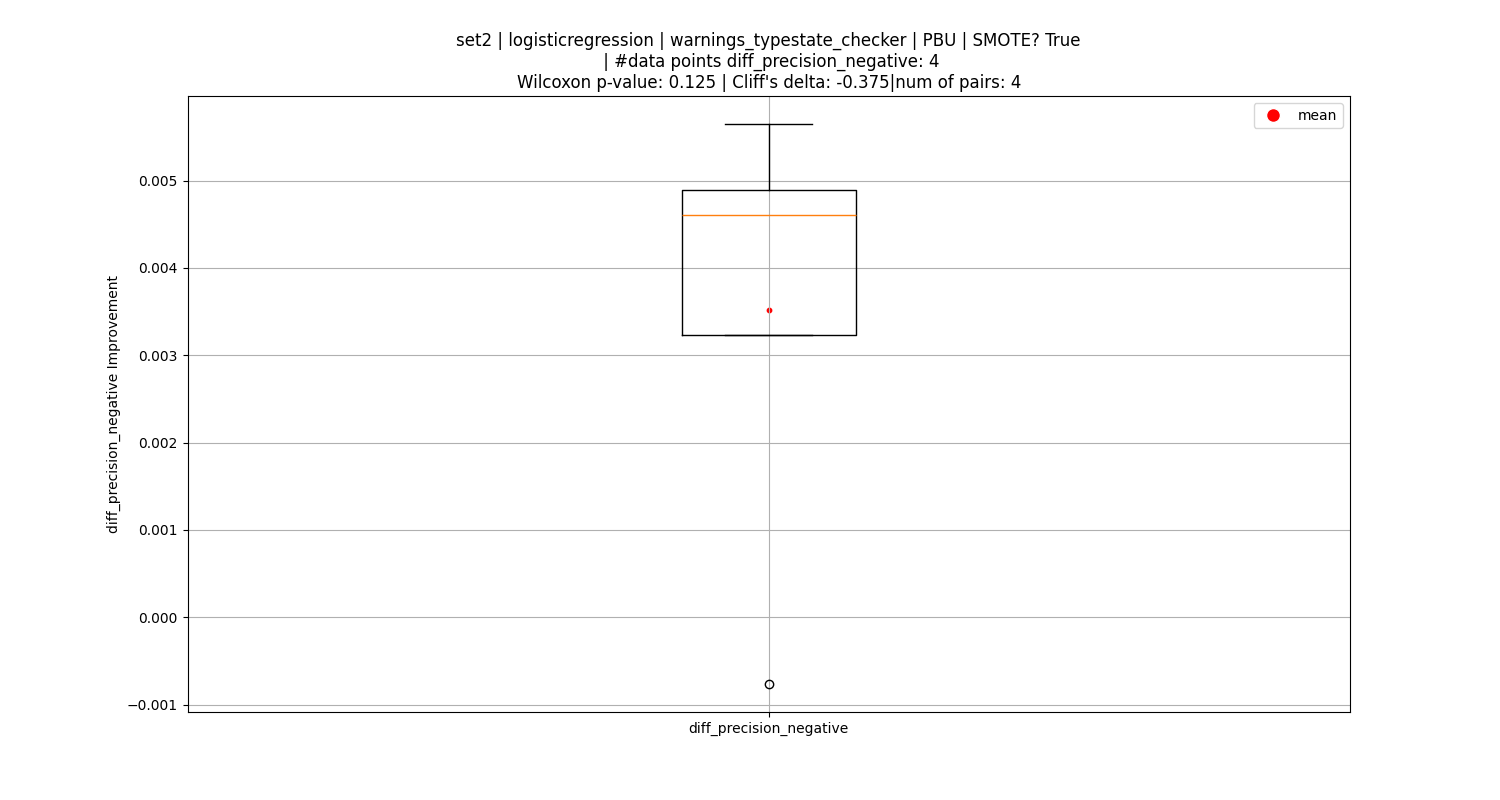 set2 | logisticregression | warnings_typestate_checker | PBU | SMOTE? True
| #data points diff_precision_negative: 4
Wilcoxon p-value: 0.125 | Cliff's delta: -0.375|num of pairs: 4
mean
0.005
0.004
0.003
0.002
0.001
0.000
−0.001
diff_precision_negative Improvement
diff_precision_negative